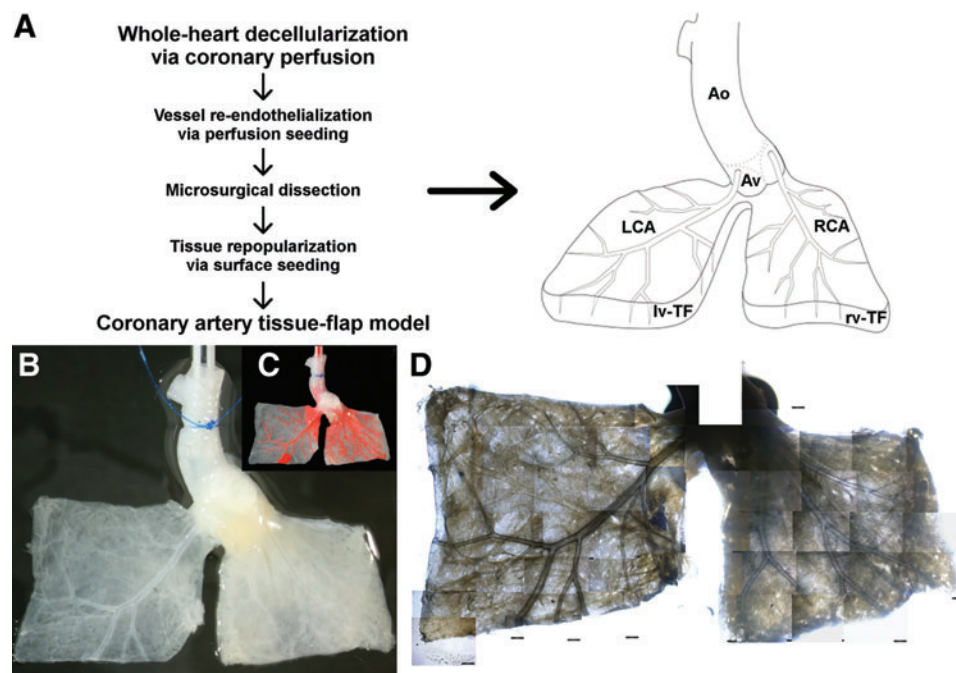 A
Whole-heart decellularization
via coronary perfusion
Vessel re-endothelialization
via perfusion seeding
Microsurgical dissection
Tissue repopularization
via surface seeding
Coronary artery tissue-flap model
Ao
Av
LCA
RCA
lv-TF
rv-TF
B
C
D